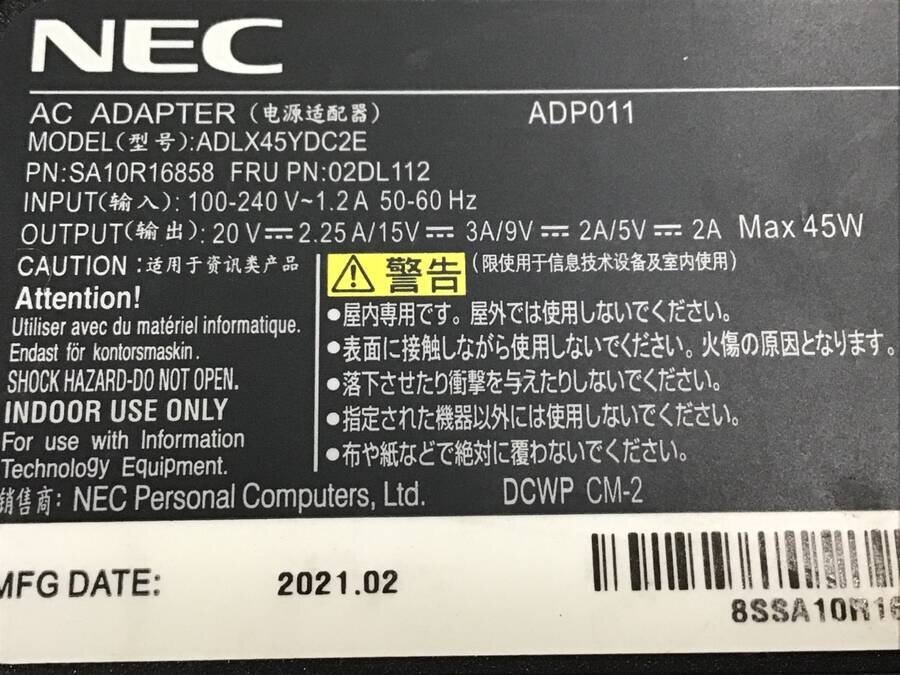 NEC
AC ADAPTER (电源适配器) ADP011
MODEL(型号):ADLX45YDC2E
PN:SA10R16858 FRU PN:02DL112
INPUT(输入): 100-240 V~1.2 A 50-60 Hz
OUTPUT(输出): 20 V⎓2.25 A/15V⎓ 3A/9V⎓ 2A/5V⎓ 2A Max 45W
CAUTION :适用于资讯类产品
Attention!
Utiliser avec du matériel informatique.
Endast för kontorsmaskin.
SHOCK HAZARD-DO NOT OPEN.
INDOOR USE ONLY
For use with Information
Technology Equipment.
⚠警告 (限使用于信息技术设备及室内使用)
●屋内専用です。屋外では使用しないでください。
●表面に接触しながら使用しないでください。火傷の原因となります。
●落下させたり衝撃を与えたりしないでください。
●指定された機器以外には使用しないでください。
●布や紙などで絶対に覆わないでください。
销售商: NEC Personal Computers, Ltd. DCWP CM-2
MFG DATE: 2021.02
8SSA10R16